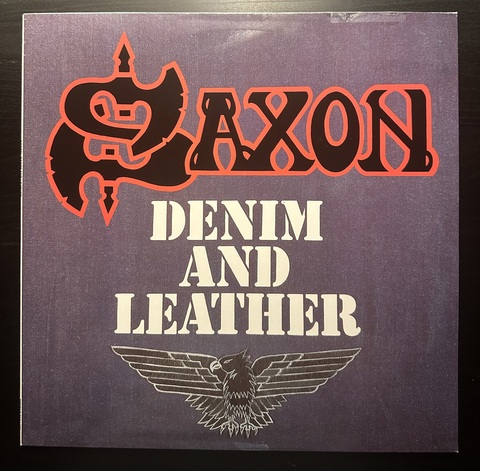 SAXON
DENIM
AND
LEATHER